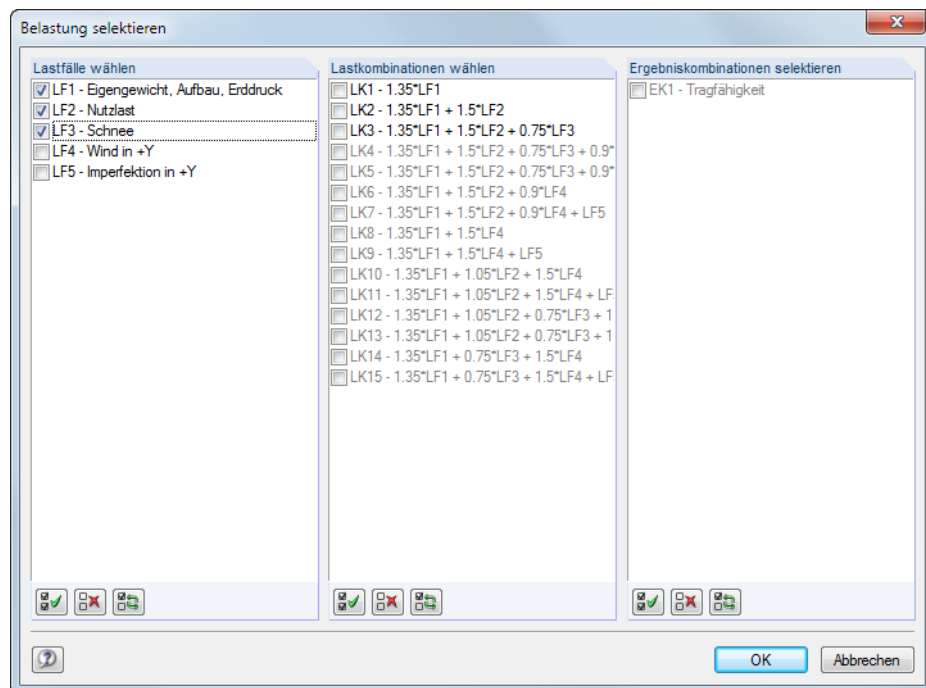 Belastung selektieren
Lastfälle wählen
LF1 - Eigengewicht, Aufbau, Erddruck
LF2 - Nutzlast
LF3 - Schnee
LF4 - Wind in +Y
LF5 - Imperfektion in +Y
Lastkombinationen wählen
LK1 - 1.35*LF1
LK2 - 1.35*LF1 + 1.5*LF2
LK3 - 1.35*LF1 + 1.5*LF2 + 0.75*LF3
LK4 - 1.35*LF1 + 1.5*LF2 + 0.75*LF3 + 0.9*
LK5 - 1.35*LF1 + 1.5*LF2 + 0.75*LF3 + 0.9*
LK6 - 1.35*LF1 + 1.5*LF2 + 0.9*LF4
LK7 - 1.35*LF1 + 1.5*LF2 + 0.9*LF4 + LF5
LK8 - 1.35*LF1 + 1.5*LF4
LK9 - 1.35*LF1 + 1.5*LF4 + LF5
LK10 - 1.35*LF1 + 1.05*LF2 + 1.5*LF4
LK11 - 1.35*LF1 + 1.05*LF2 + 1.5*LF4 + LF
LK12 - 1.35*LF1 + 1.05*LF2 + 0.75*LF3 + 1
LK13 - 1.35*LF1 + 1.05*LF2 + 0.75*LF3 + 1
LK14 - 1.35*LF1 + 0.75*LF3 + 1.5*LF4
LK15 - 1.35*LF1 + 0.75*LF3 + 1.5*LF4 + LF
Ergebniskombinationen selektieren
EK1 - Tragfähigkeit
OK
Abbrechen